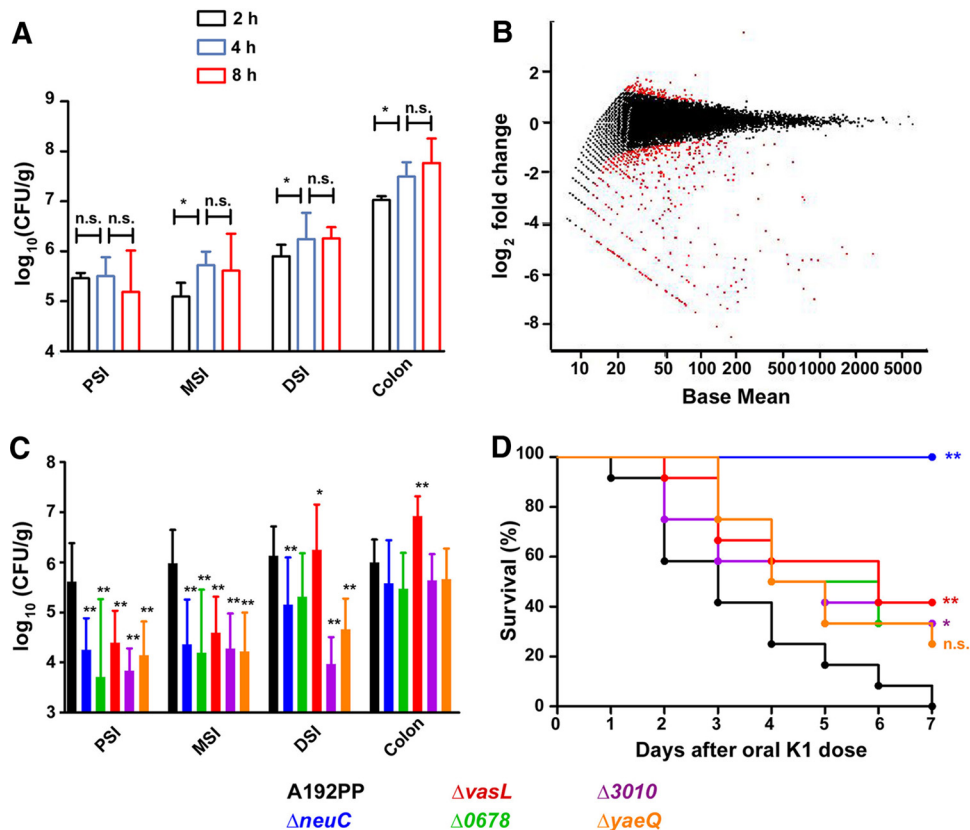 A
2 h
4 h
8 h
log10(CFU/g)
9
8
7
6
5
4
n.s. n.s.
* n.s.
* n.s.
* n.s.
PSI MSI DSI Colon
B
log2 fold change
2
0
-2
-4
-6
-8
10 20 50 100 200 500 1000 2000 5000
Base Mean
C
log10 (CFU/g)
8
7
6
5
4
3
** ** ** ** **
** ** ** ** **
** * ** **
**
PSI MSI DSI Colon
D
Survival (%)
100
80
60
40
20
0
0 1 2 3 4 5 6 7
Days after oral K1 dose
**
**
*
n.s.
A192PP ΔvasL Δ3010
ΔneuC Δ0678 ΔyaeQ